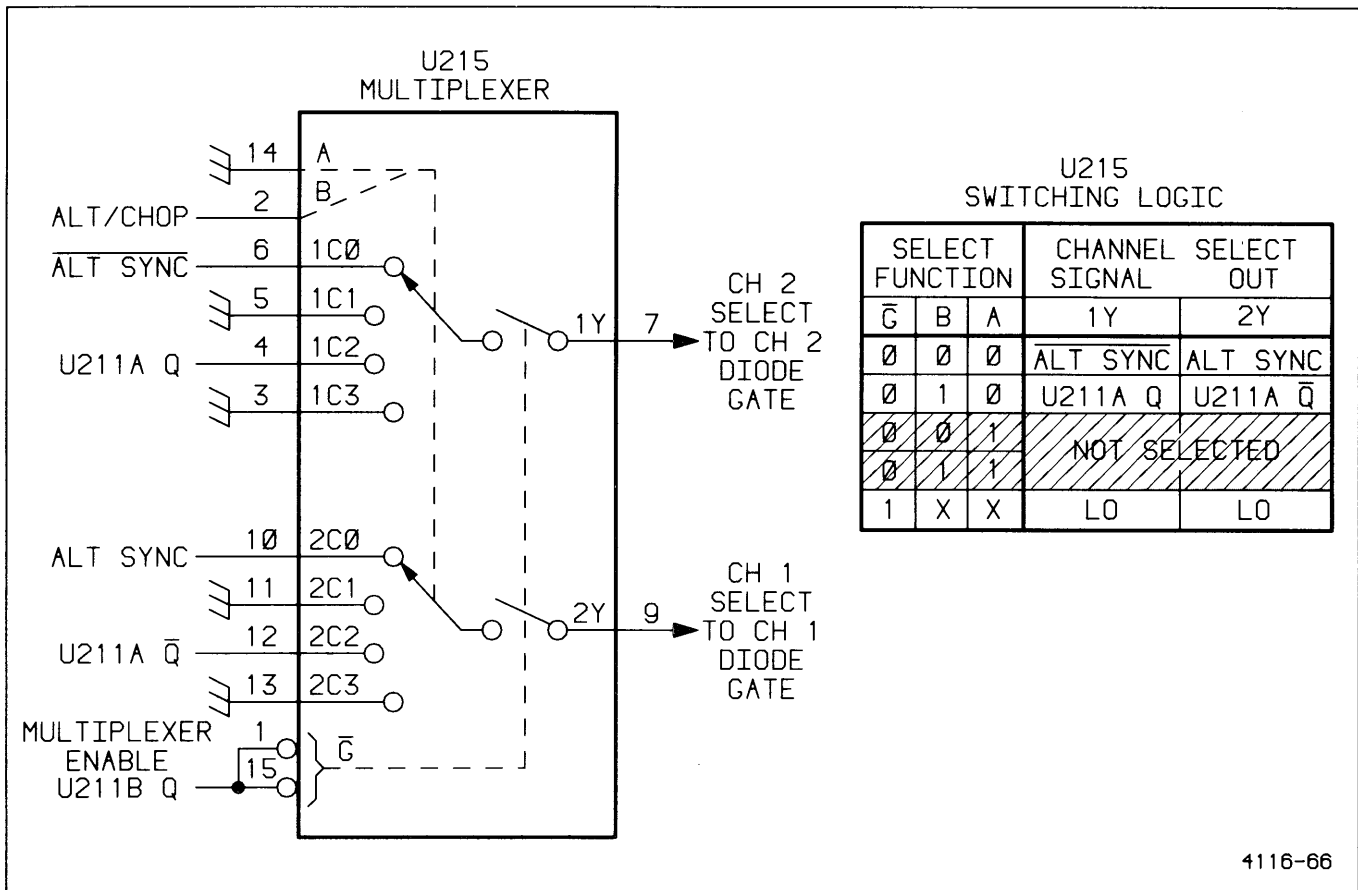 U215
MULTIPLEXER
14 A
B
ALT/CHOP 2
A̅L̅T̅ ̅S̅Y̅N̅C̅ 6 1CØ
5 1C1
U211A Q 4 1C2
3 1C3
1Y 7
CH 2
SELECT
TO CH 2
DIODE
GATE
ALT SYNC 1Ø 2CØ
11 2C1
U211A Q̅ 12 2C2
13 2C3
2Y 9
CH 1
SELECT
TO CH 1
DIODE
GATE
MULTIPLEXER
ENABLE
U211B Q
1
15
G̅
U215
SWITCHING LOGIC
SELECT FUNCTION
CHANNEL SELECT
SIGNAL OUT
G̅ B A 1Y 2Y
Ø Ø Ø A̅L̅T̅ ̅S̅Y̅N̅C̅ ALT SYNC
Ø 1 Ø U211A Q U211A Q̅
Ø Ø 1
NOT SELECTED
Ø 1 1
1 X X LO LO
4116-66